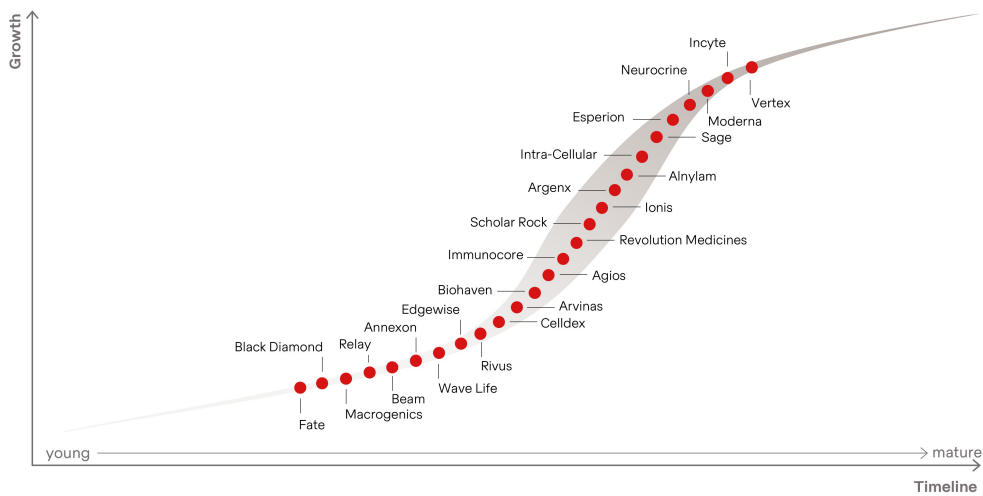 Growth
Incyte
Neurocrine
Vertex
Esperion
Moderna
Sage
Intra-Cellular
Alnylam
Argenx
Ionis
Scholar Rock
Revolution Medicines
Immunocore
Agios
Biohaven
Arvinas
Edgewise
Celldex
Annexon
Relay
Black Diamond
Rivus
Wave Life
Beam
Macrogenics
Fate
young
mature
Timeline